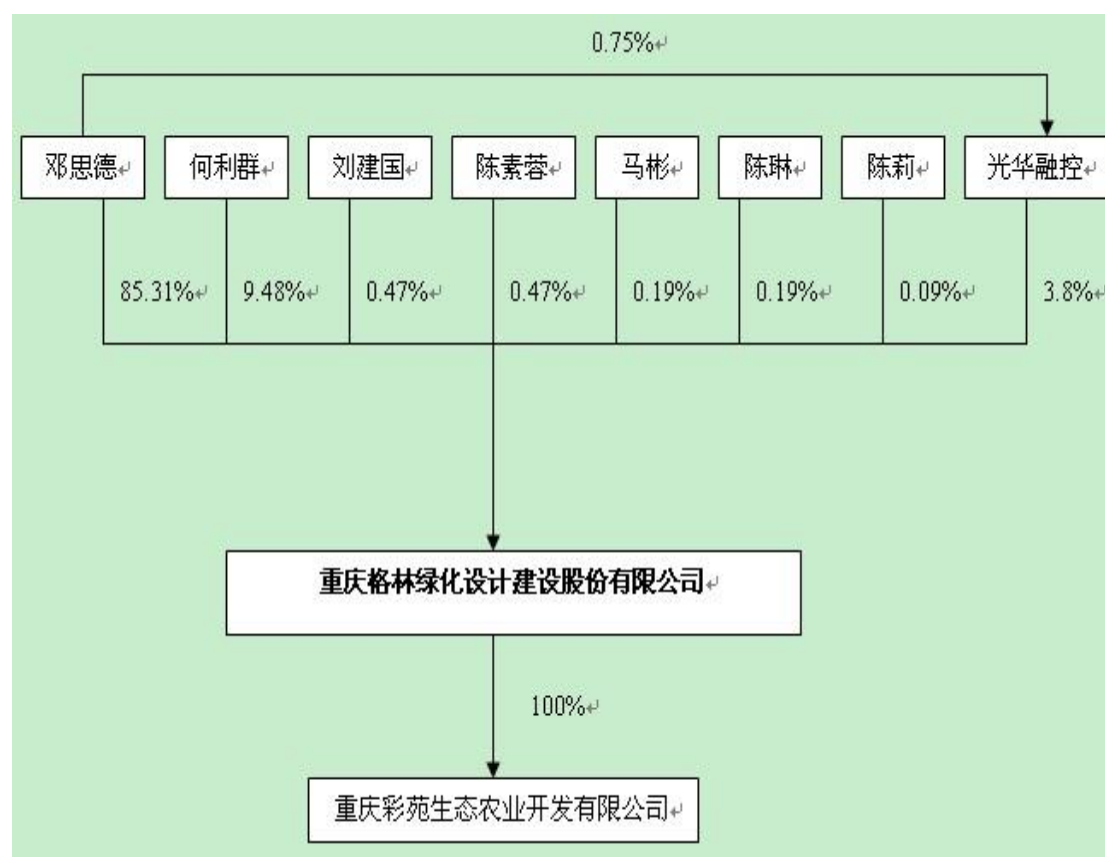 0.75%
邓思德
何利群
刘建国
陈素蓉
马彬
陈琳
陈莉
光华融控
85.31%
9.48%
0.47%
0.47%
0.19%
0.19%
0.09%
3.8%
重庆格林绿化设计建设股份有限公司
100%
重庆彩苑生态农业开发有限公司